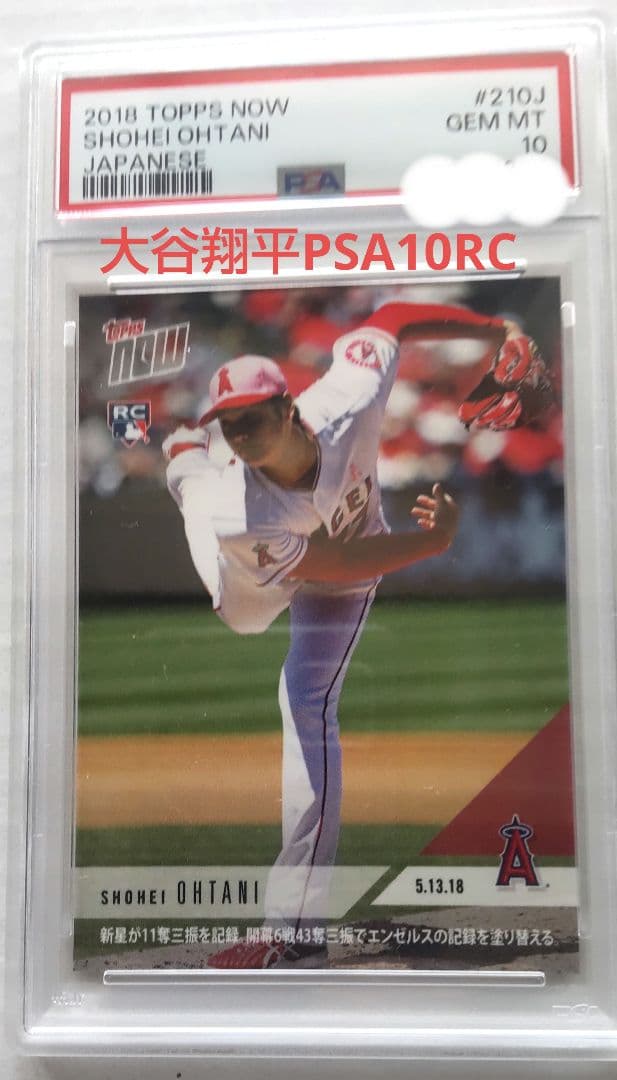 2018 TOPPS NOW
#210J
SHOHEI OHTANI
GEM MT
JAPANESE
10
PSA
大谷翔平PSA10RC
TOPPS
NOW
RC
A
GEL
A
SHOHEI OHTANI
5.13.18
新星が11奪三振を記録 開幕6戦43奪三振でエンゼルスの記録を塗り替える